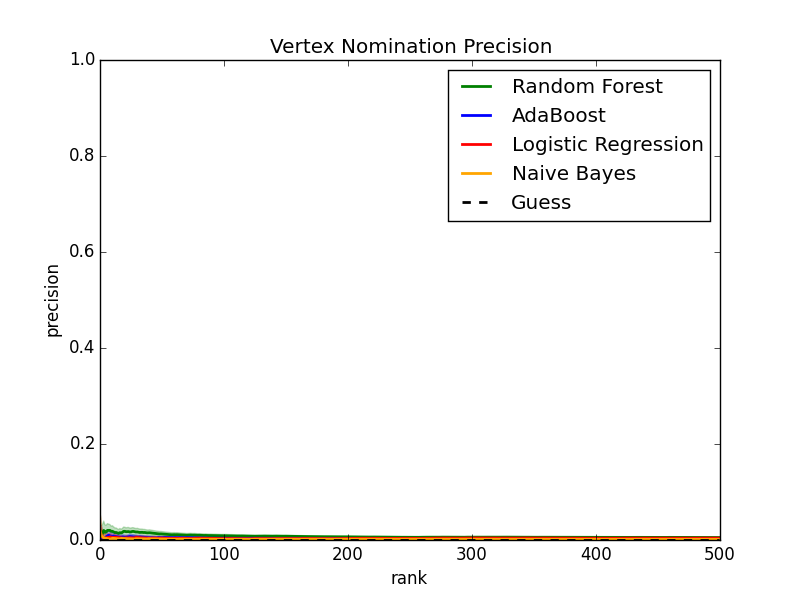 Vertex Nomination Precision
1.0
0.8
0.6
0.4
0.2
0.0
precision
Random Forest
AdaBoost
Logistic Regression
Naive Bayes
Guess
0 100 200 300 400 500
rank